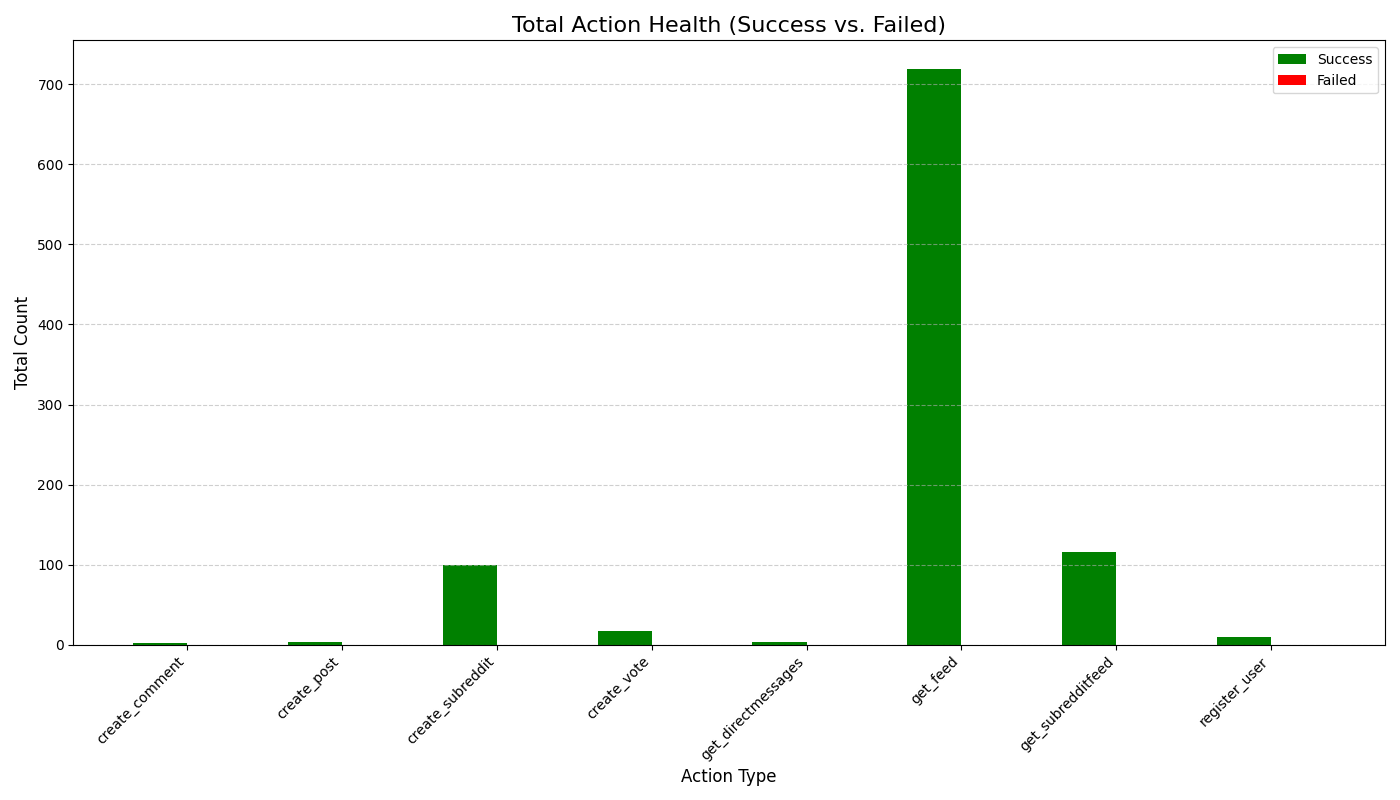 Total Action Health (Success vs. Failed)
Success
Failed
Total Count
700
600
500
400
300
200
100
0
create_comment
create_post
create_subreddit
create_vote
get_directmessages
get_feed
get_subredditfeed
register_user
Action Type